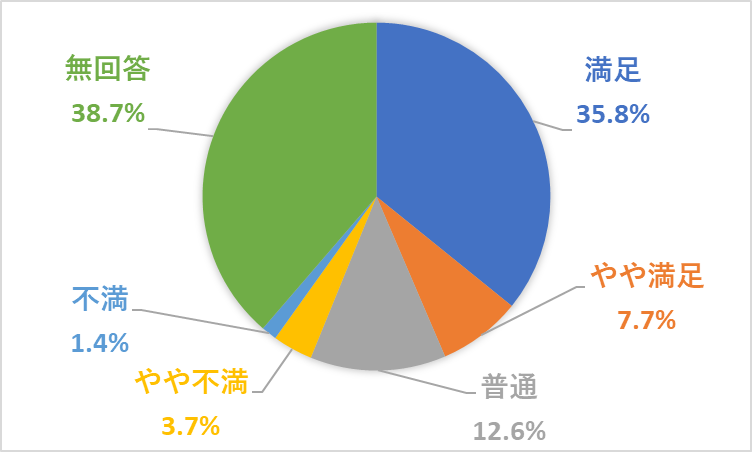 満足
35.8%
やや満足
7.7%
普通
12.6%
やや不満
3.7%
不満
1.4%
無回答
38.7%